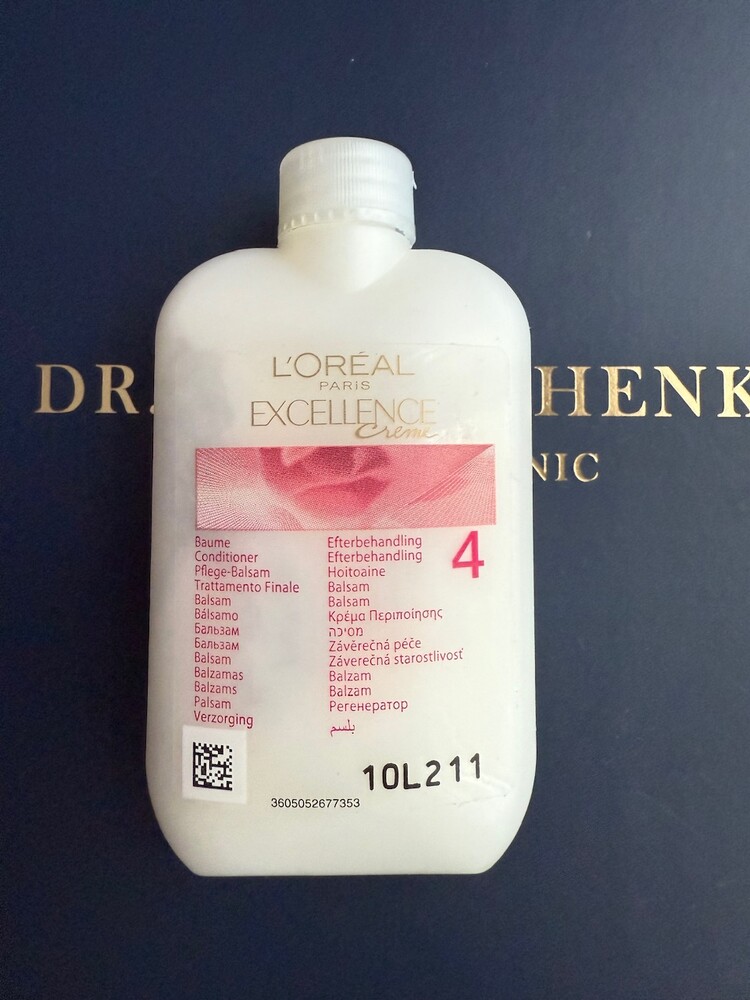 DR.
HENK
NIC
L'ORÉAL
PARIS
EXCELLENCE
Creme
4
Baume
Conditioner
Pflege-Balsam
Trattamento Finale
Balsam
Bálsamo
Бальзам
Бальзам
Balsam
Balzamas
Balzams
Palsam
Verzorging
Efterbehandling
Efterbehandling
Hoitoaine
Balsam
Balsam
Κρέμα Περιποίησης
מסיכה
Závěrečná péče
Záverečná starostlivosť
Balzam
Balzam
Регенератор
بلسم
10L211
3605052677353